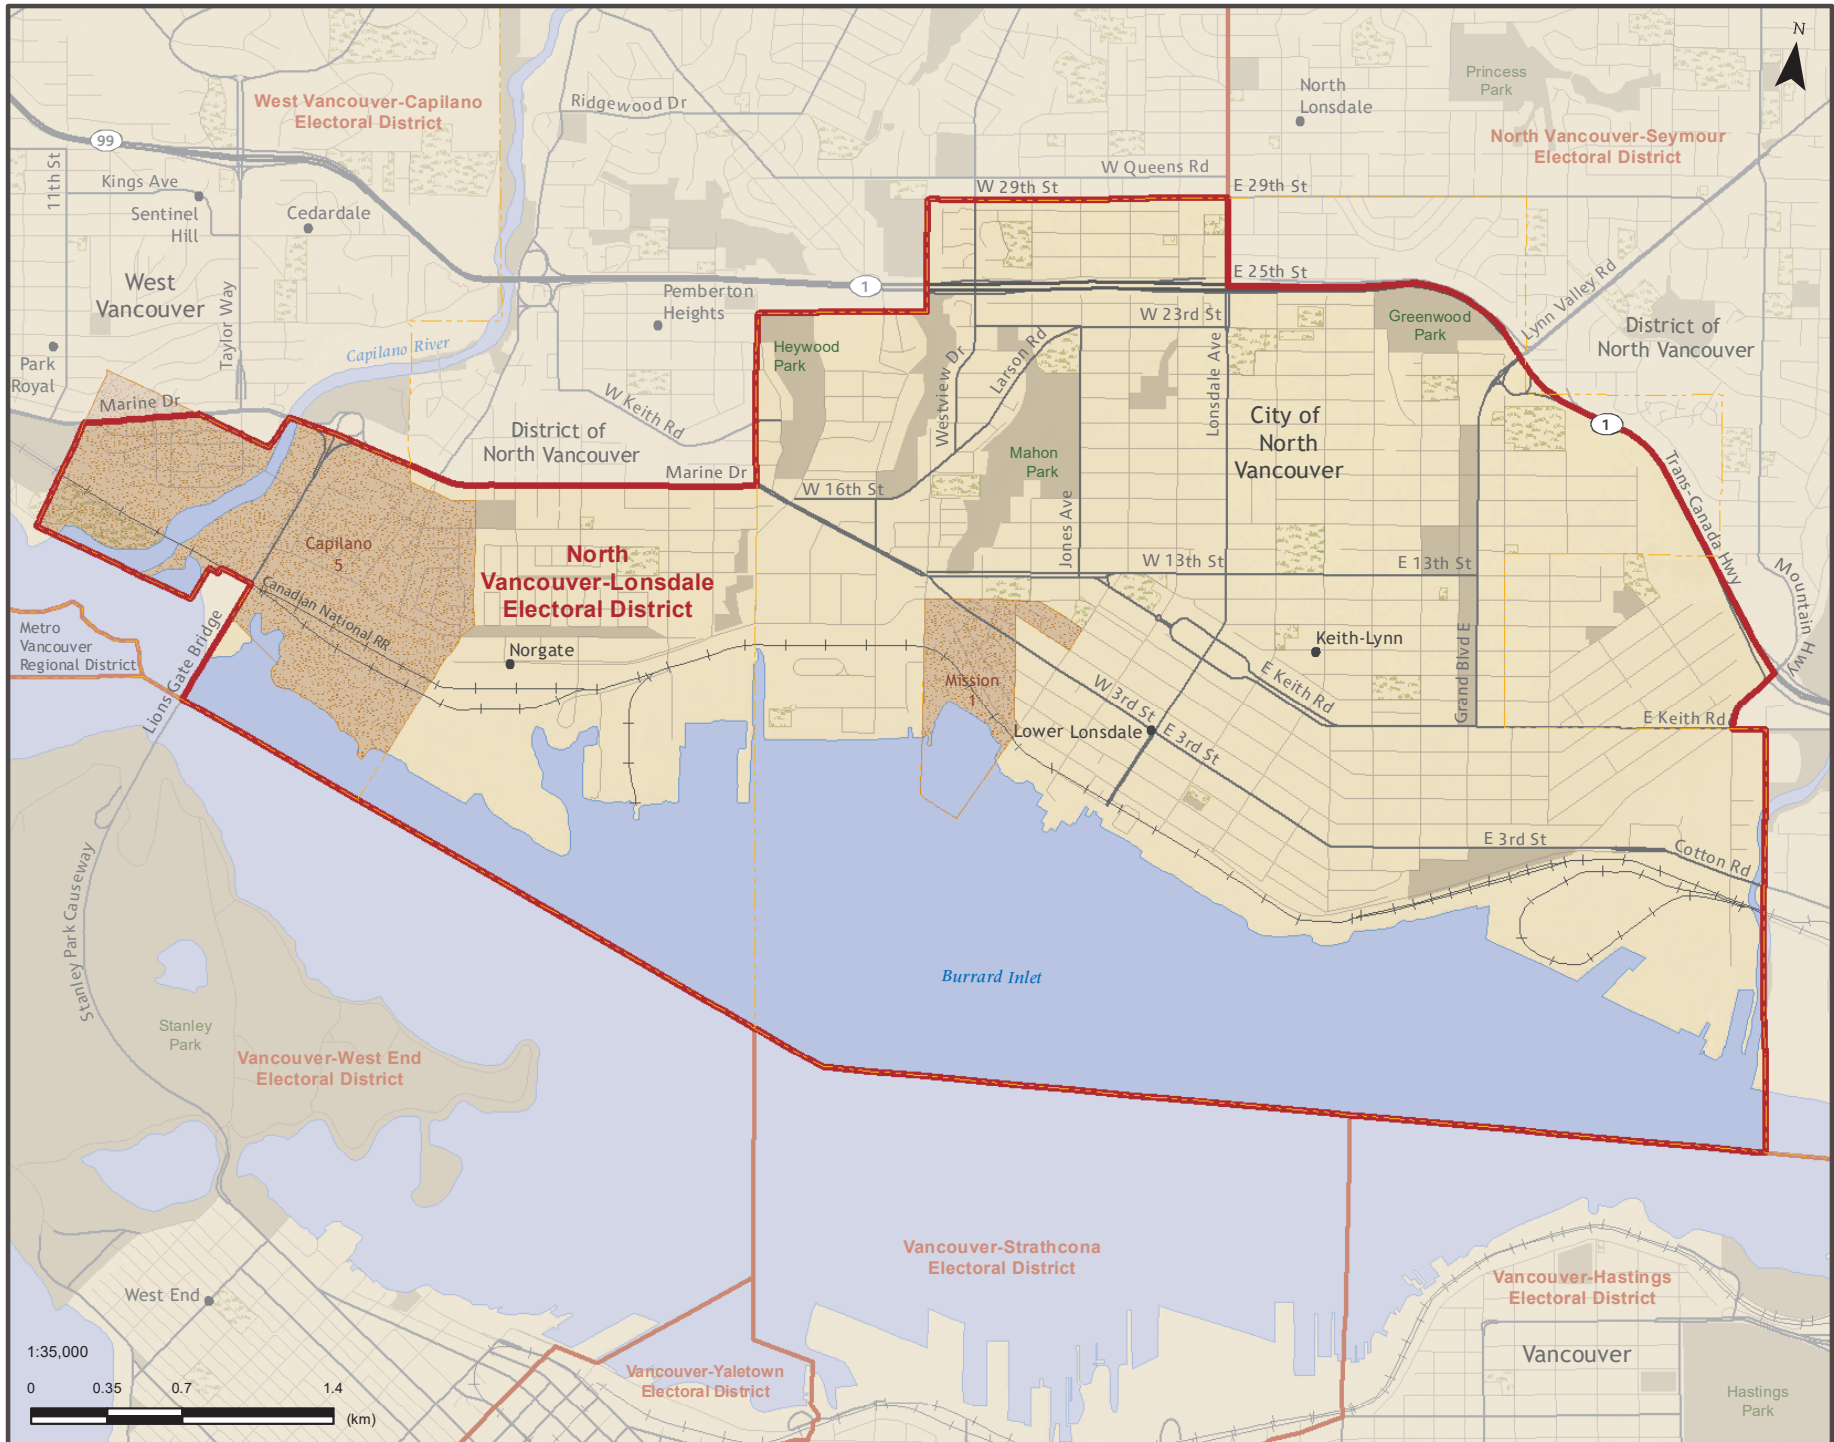 N
West Vancouver-Capilano
Electoral District
Ridgewood Dr
North
Lonsdale
Princess
Park
North Vancouver-Seymour
Electoral District
99
11th St
Kings Ave
Sentinel
Hill
Cedardale
W Queens Rd
W 29th St
E 29th St
West
Vancouver
Taylor Way
Pemberton
Heights
1
E 25th St
Lynn Valley Rd
W 23rd St
Greenwood
Park
District of
North Vancouver
Park
Royal
Capilano River
Heywood
Park
Westview Dr
Larson Rd
Lonsdale Ave
Marine Dr
W Keith Rd
District of
North Vancouver
City of
North
Vancouver
1
Marine Dr
Mahon
Park
W 16th St
Trans-Canada Hwy
Jones Ave
Capilano
5
North
Vancouver-Lonsdale
Electoral District
W 13th St
E 13th St
Mountain Hwy
Canadian National RR
Metro
Vancouver
Regional District
Lions Gate Bridge
Norgate
Keith-Lynn
Grand Blvd E
E Keith Rd
Mission
1
W 3rd St
Lower Lonsdale
E 3rd St
E Keith Rd
E 3rd St
Cotton Rd
Stanley Park Causeway
Burrard Inlet
Stanley
Park
Vancouver-West End
Electoral District
Vancouver-Strathcona
Electoral District
Vancouver-Hastings
Electoral District
West End
Vancouver
1:35,000
Vancouver-Yaletown
Electoral District
0 0.35 0.7 1.4
(km)
Hastings
Park